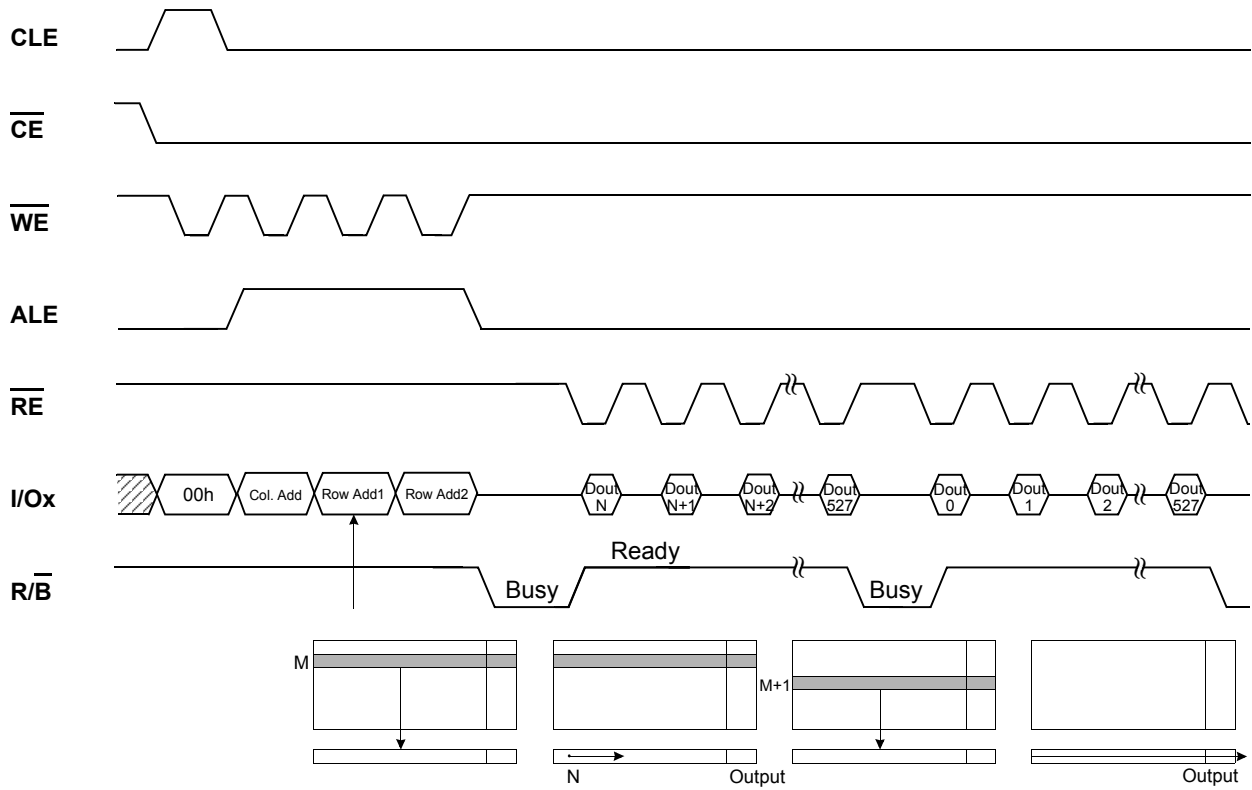 CLE
CE
WE
ALE
RE
I/Ox
00h
Col. Add
Row Add1
Row Add2
Dout
N
Dout
N+1
Dout
N+2
Dout
527
Dout
0
Dout
1
Dout
2
Dout
527
R/B
Busy
Ready
Busy
M
M+1
N
Output
Output